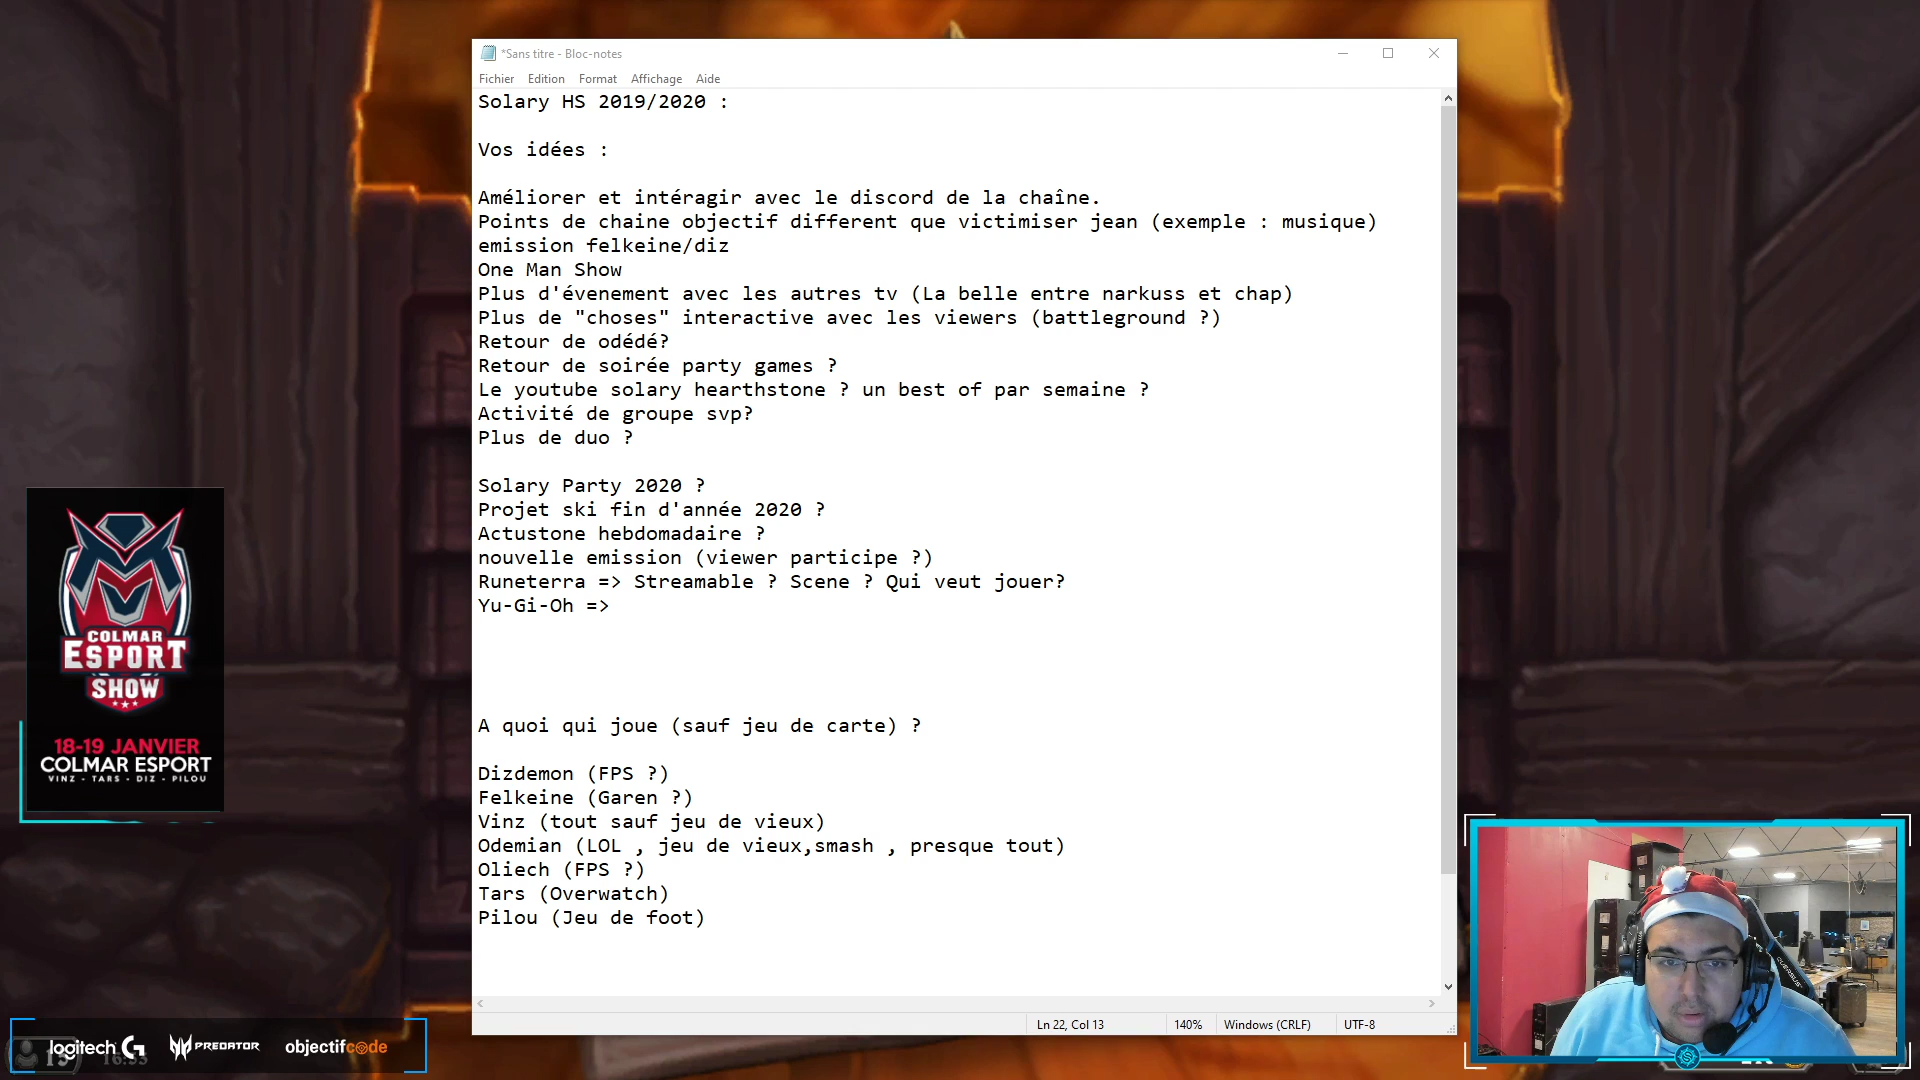 *Sans titre - Bloc-notes
Fichier Edition Format Affichage Aide
Solary HS 2019/2020 :
Vos idées :
Améliorer et intéragir avec le discord de la chaîne.
Points de chaine objectif different que victimiser jean (exemple : musique)
emission felkeine/diz
One Man Show
Plus d'évenement avec les autres tv (La belle entre narkuss et chap)
Plus de "choses" interactive avec les viewers (battleground ?)
Retour de odédé?
Retour de soirée party games ?
Le youtube solary hearthstone ? un best of par semaine ?
Activité de groupe svp?
Plus de duo ?
Solary Party 2020 ?
Projet ski fin d'année 2020 ?
Actustone hebdomadaire ?
nouvelle emission (viewer participe ?)
Runeterra => Streamable ? Scene ? Qui veut jouer?
Yu-Gi-Oh =>
A quoi qui joue (sauf jeu de carte) ?
Dizdemon (FPS ?)
Felkeine (Garen ?)
Vinz (tout sauf jeu de vieux)
Odemian (LOL , jeu de vieux,smash , presque tout)
Oliech (FPS ?)
Tars (Overwatch)
Pilou (Jeu de foot)
Ln 22, Col 13 140% Windows (CRLF) UTF-8
COLMAR
ESPORT
SHOW
18-19 JANVIER
COLMAR ESPORT
VINZ - TARS - DIZ - PILOU
logitech G PREDATOR objectifcode